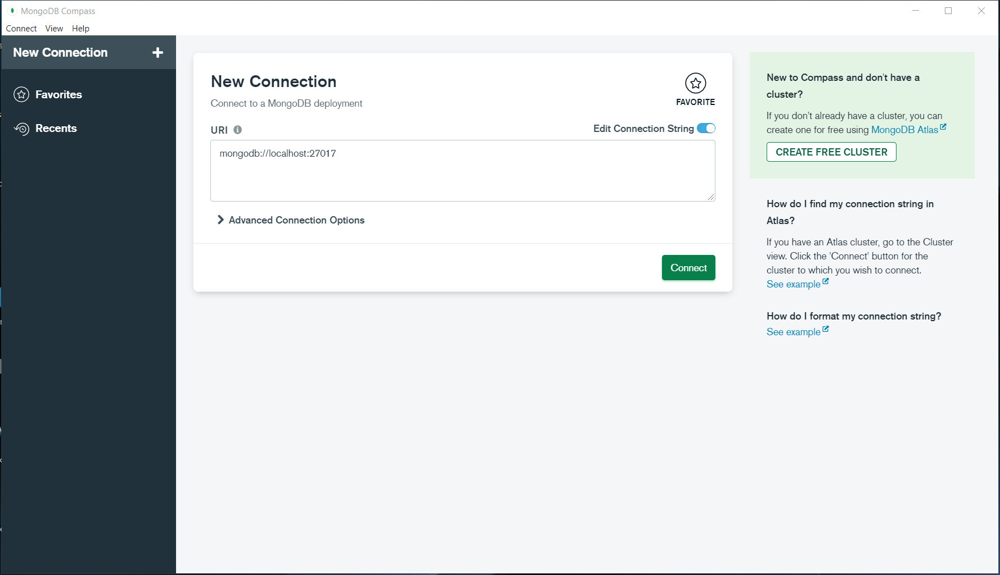 MongoDB Compass
Connect View Help
New Connection
Favorites
Recents
New Connection
Connect to a MongoDB deployment
FAVORITE
URI
Edit Connection String
mongodb://localhost:27017
Advanced Connection Options
Connect
New to Compass and don't have a
cluster?
If you don't already have a cluster, you can
create one for free using MongoDB Atlas
CREATE FREE CLUSTER
How do I find my connection string in
Atlas?
If you have an Atlas cluster, go to the Cluster
view. Click the 'Connect' button for the
cluster to which you wish to connect.
See example
How do I format my connection string?
See example